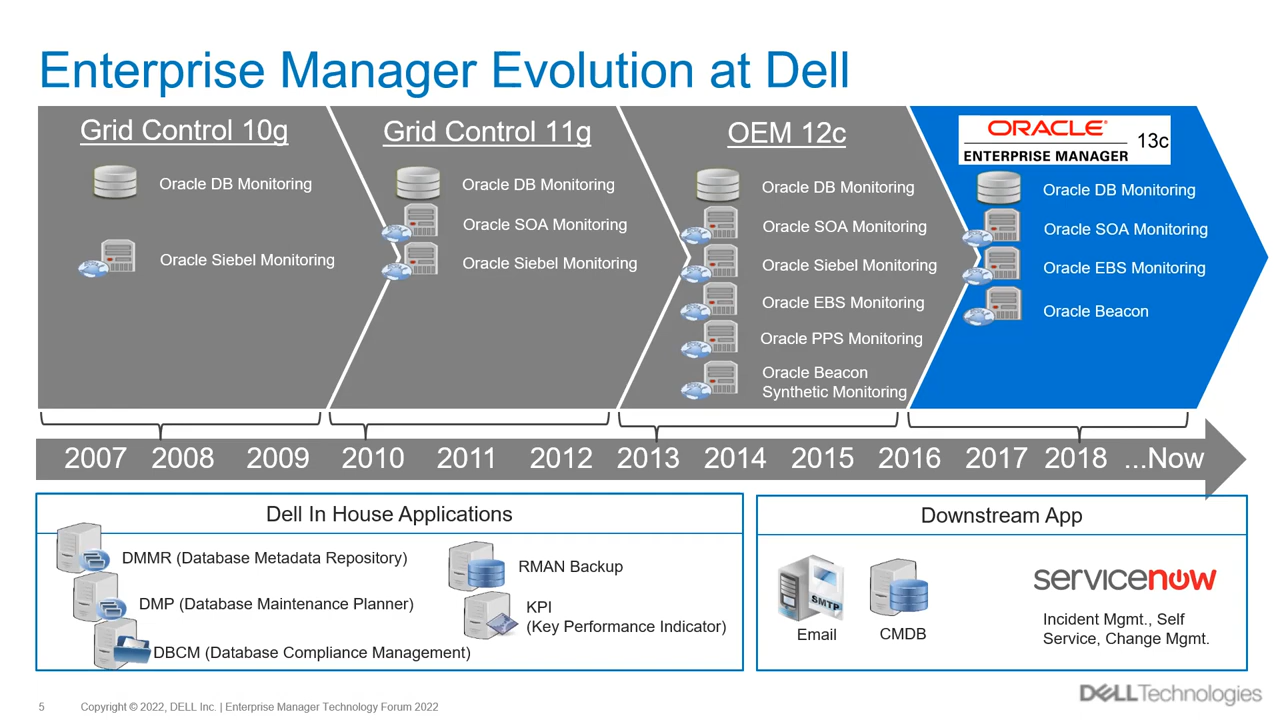 Enterprise Manager Evolution at Dell
Grid Control 10g
Oracle DB Monitoring
Oracle Siebel Monitoring
Grid Control 11g
Oracle DB Monitoring
Oracle SOA Monitoring
Oracle Siebel Monitoring
OEM 12c
Oracle DB Monitoring
Oracle SOA Monitoring
Oracle Siebel Monitoring
Oracle EBS Monitoring
Oracle PPS Monitoring
Oracle Beacon
Synthetic Monitoring
ORACLE®
ENTERPRISE MANAGER 13c
Oracle DB Monitoring
Oracle SOA Monitoring
Oracle EBS Monitoring
Oracle Beacon
2007 2008 2009 2010 2011 2012 2013 2014 2015 2016 2017 2018 ...Now
Dell In House Applications
DMMR (Database Metadata Repository)
DMP (Database Maintenance Planner)
DBCM (Database Compliance Management)
RMAN Backup
KPI
(Key Performance Indicator)
Downstream App
SMTP
Email
CMDB
servicenow
Incident Mgmt., Self
Service, Change Mgmt.
5 Copyright © 2022, DELL Inc. | Enterprise Manager Technology Forum 2022
DELLTechnologies